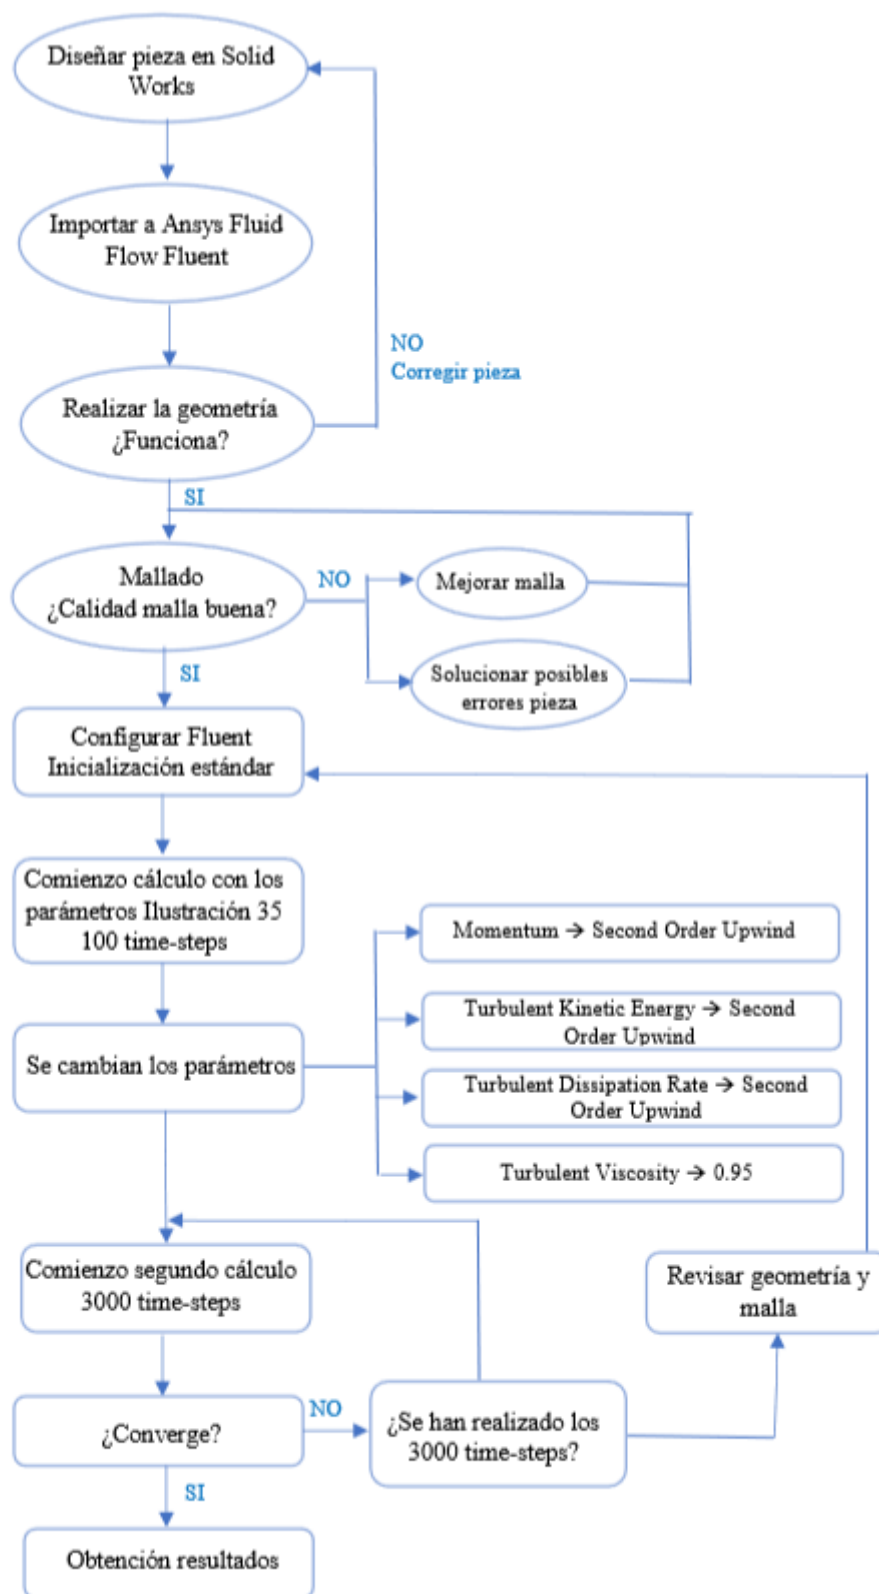 Diseñar pieza en Solid
Works
Importar a Ansys Fluid
Flow Fluent
NO
Corregir pieza
Realizar la geometría
¿Funciona?
SI
Mallado
¿Calidad malla buena?
NO
Mejorar malla
Solucionar posibles
errores pieza
SI
Configurar Fluent
Inicialización estándar
Comienzo cálculo con los
parámetros Ilustración 35
100 time-steps
Momentum → Second Order Upwind
Turbulent Kinetic Energy → Second
Order Upwind
Se cambian los parámetros
Turbulent Dissipation Rate → Second
Order Upwind
Turbulent Viscosity → 0.95
Comienzo segundo cálculo
3000 time-steps
Revisar geometría y
malla
¿Converge?
NO
¿Se han realizado los
3000 time-steps?
SI
Obtención resultados